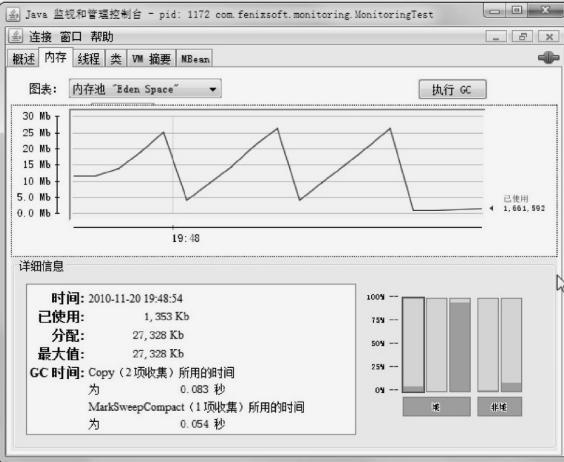 Java 监视和管理控制台 - pid: 1172 com.fenixsoft.monitoring.MonitoringTest
连接 窗口 帮助
概述 内存 线程 类 VM 摘要 MBean
图表: 内存池 "Eden Space" 执行 GC
30 Mb
25 Mb
20 Mb
15 Mb
10 Mb
5.0 Mb
0.0 Mb
已使用
1,661,592
19:48
详细信息
时间: 2010-11-20 19:48:54
已使用: 1,353 Kb
分配: 27,328 Kb
最大值: 27,328 Kb
GC 时间: Copy（2 项收集）所用的时间
为 0.083 秒
MarkSweepCompact（1 项收集）所用的时间
为 0.054 秒
100% --
75% --
50% --
25% --
0% --
堆 非堆